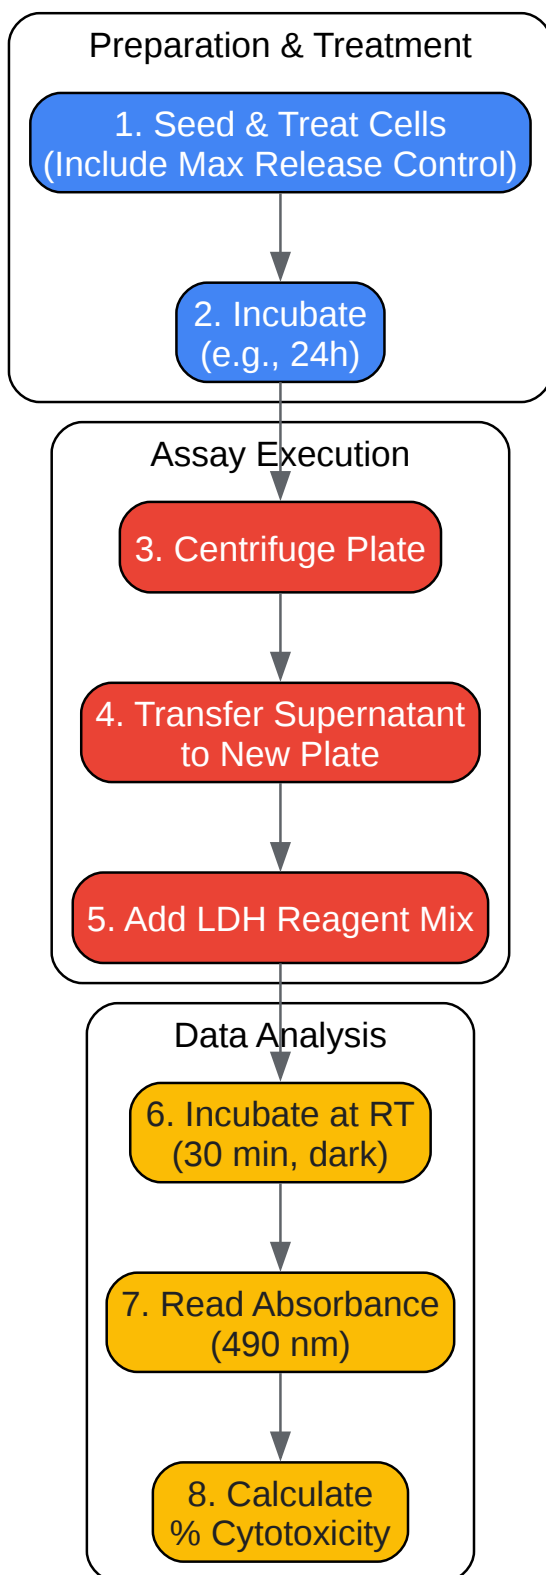 Preparation & Treatment
1. Seed & Treat Cells
(Include Max Release Control)
2. Incubate
(e.g., 24h)
Assay Execution
3. Centrifuge Plate
4. Transfer Supernatant
to New Plate
5. Add LDH Reagent Mix
Data Analysis
6. Incubate at RT
(30 min, dark)
7. Read Absorbance
(490 nm)
8. Calculate
% Cytotoxicity